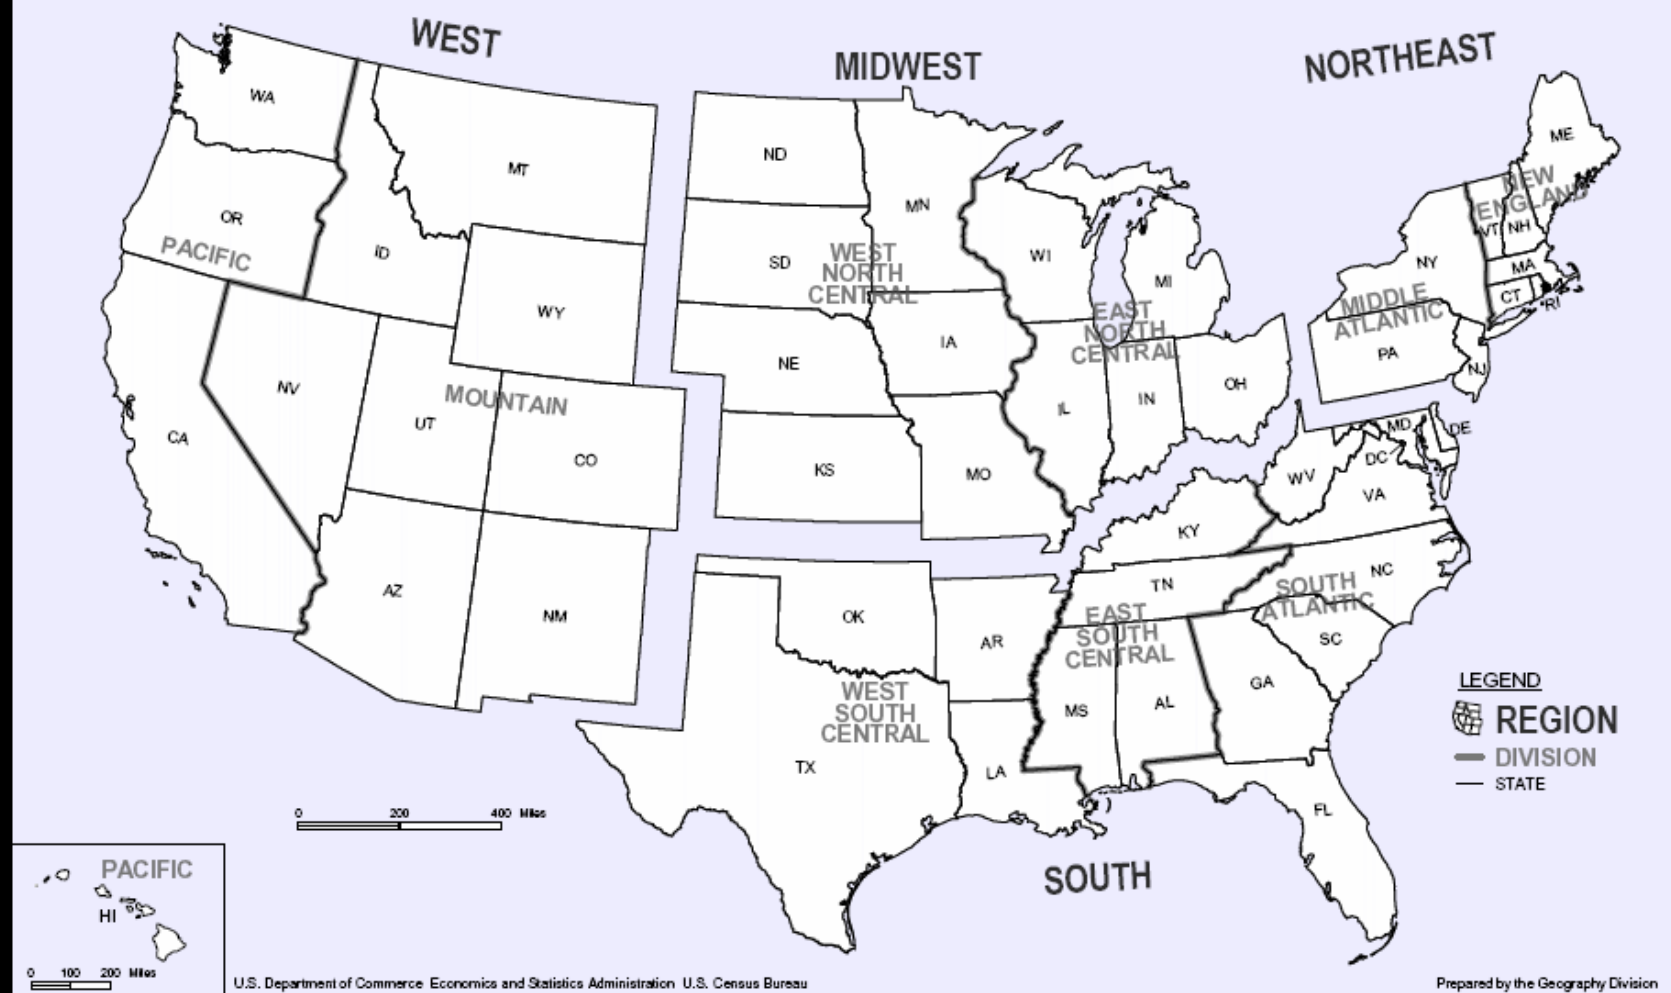 WEST
MIDWEST
NORTHEAST
WA
MT
ND
MN
ME
OR
PACIFIC
ID
SD
WEST
NORTH
CENTRAL
WI
MI
NEW
ENGLAND
VT
NH
NY
MA
CT
RI
WY
NE
IA
EAST
NORTH
CENTRAL
MIDDLE
ATLANTIC
PA
NJ
NV
MOUNTAIN
UT
CO
CA
KS
MO
IL
IN
OH
MD
DE
DC
WV
VA
KY
AZ
NM
OK
AR
TN
NC
SOUTH
ATLANTIC
EAST
SOUTH
CENTRAL
SC
GA
MS
AL
WEST
SOUTH
CENTRAL
TX
LA
FL
SOUTH
LEGEND
REGION
DIVISION
STATE
0 200 400 Miles
PACIFIC
HI
0 100 200 Miles
U.S. Department of Commerce Economics and Statistics Administration U.S. Census Bureau
Prepared by the Geography Division